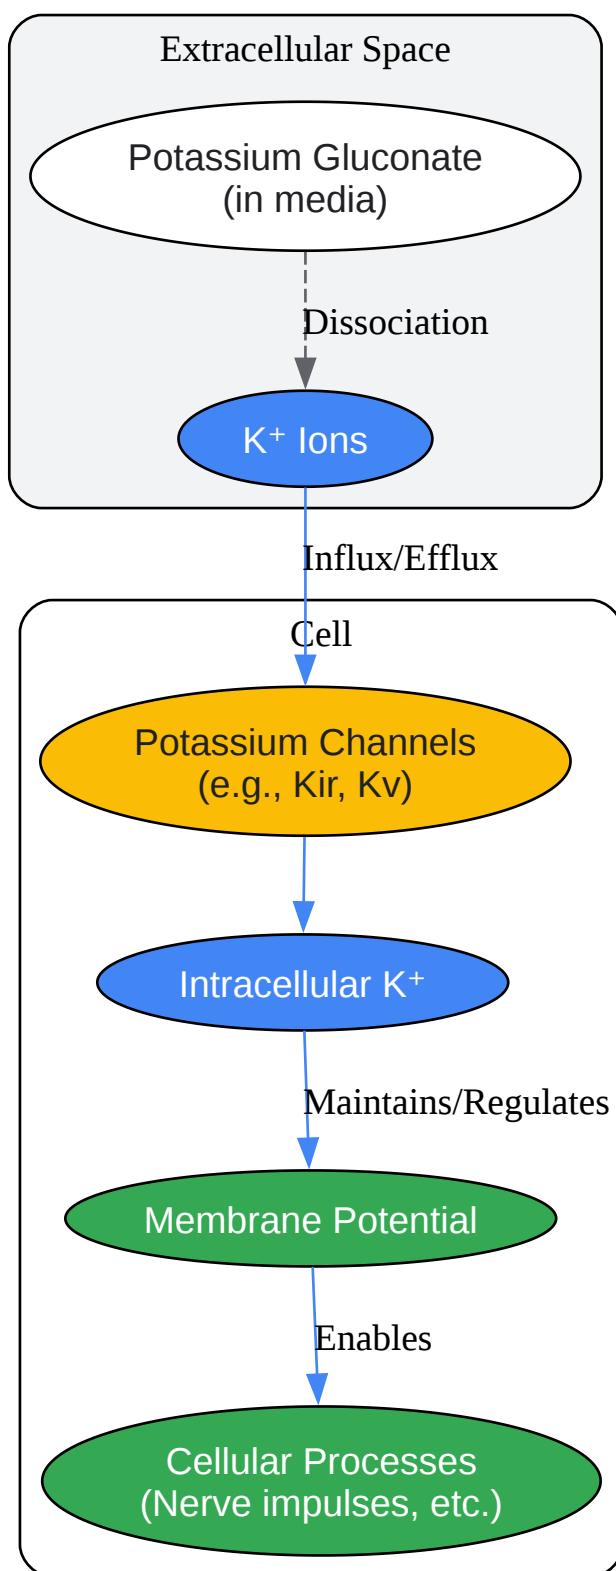 Extracellular Space
Potassium Gluconate
(in media)
Dissociation
K⁺ Ions
Influx/Efflux
Cell
Potassium Channels
(e.g., Kir, Kv)
Intracellular K⁺
Maintains/Regulates
Membrane Potential
Enables
Cellular Processes
(Nerve impulses, etc.)